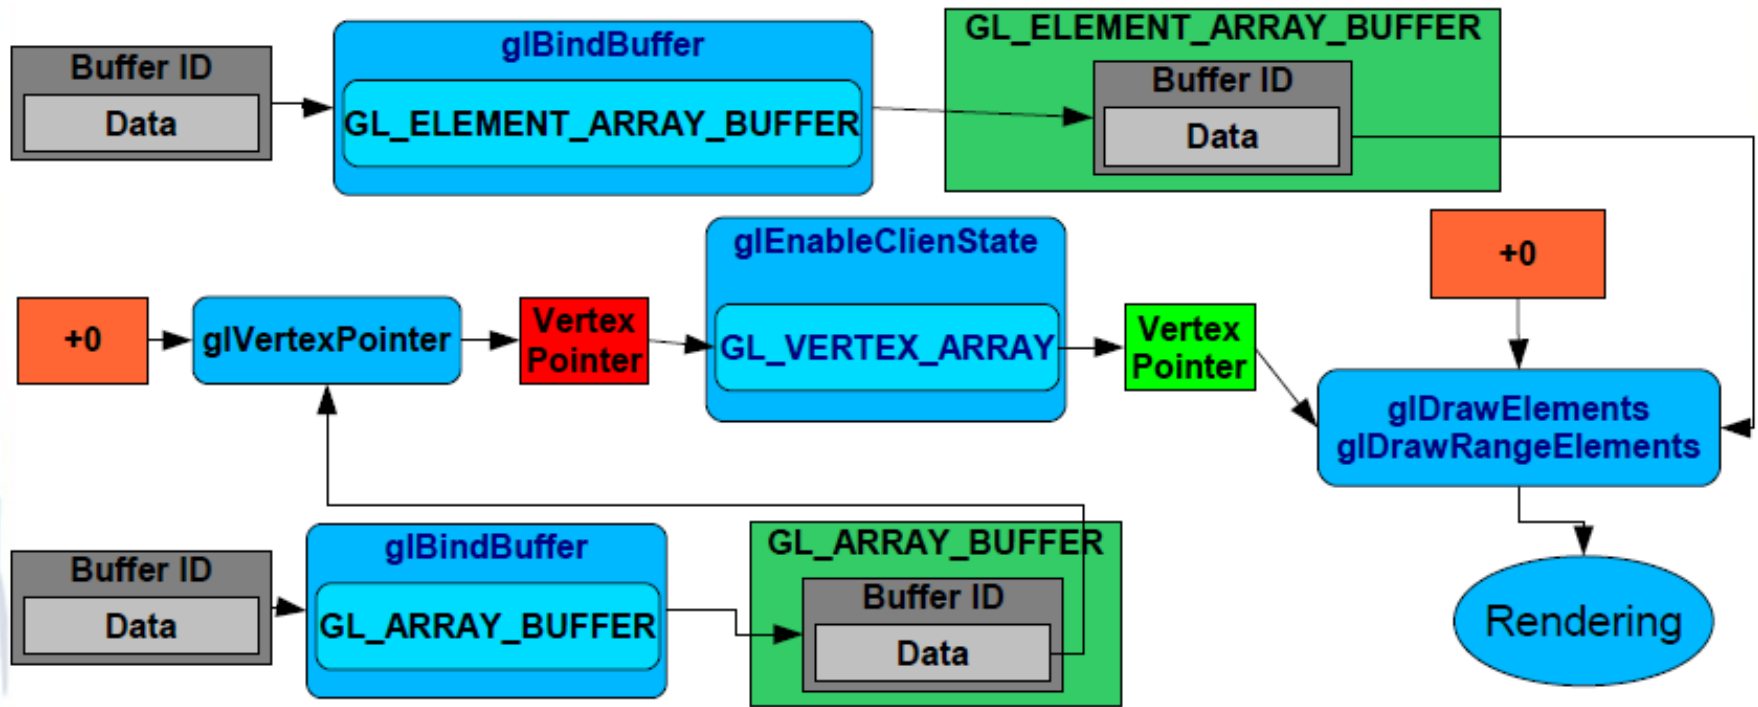 Buffer ID
Data
glBindBuffer
GL_ELEMENT_ARRAY_BUFFER
GL_ELEMENT_ARRAY_BUFFER
Buffer ID
Data
+0
glVertexPointer
Vertex
Pointer
glEnableClienState
GL_VERTEX_ARRAY
Vertex
Pointer
+0
glDrawElements
glDrawRangeElements
Buffer ID
Data
glBindBuffer
GL_ARRAY_BUFFER
GL_ARRAY_BUFFER
Buffer ID
Data
Rendering